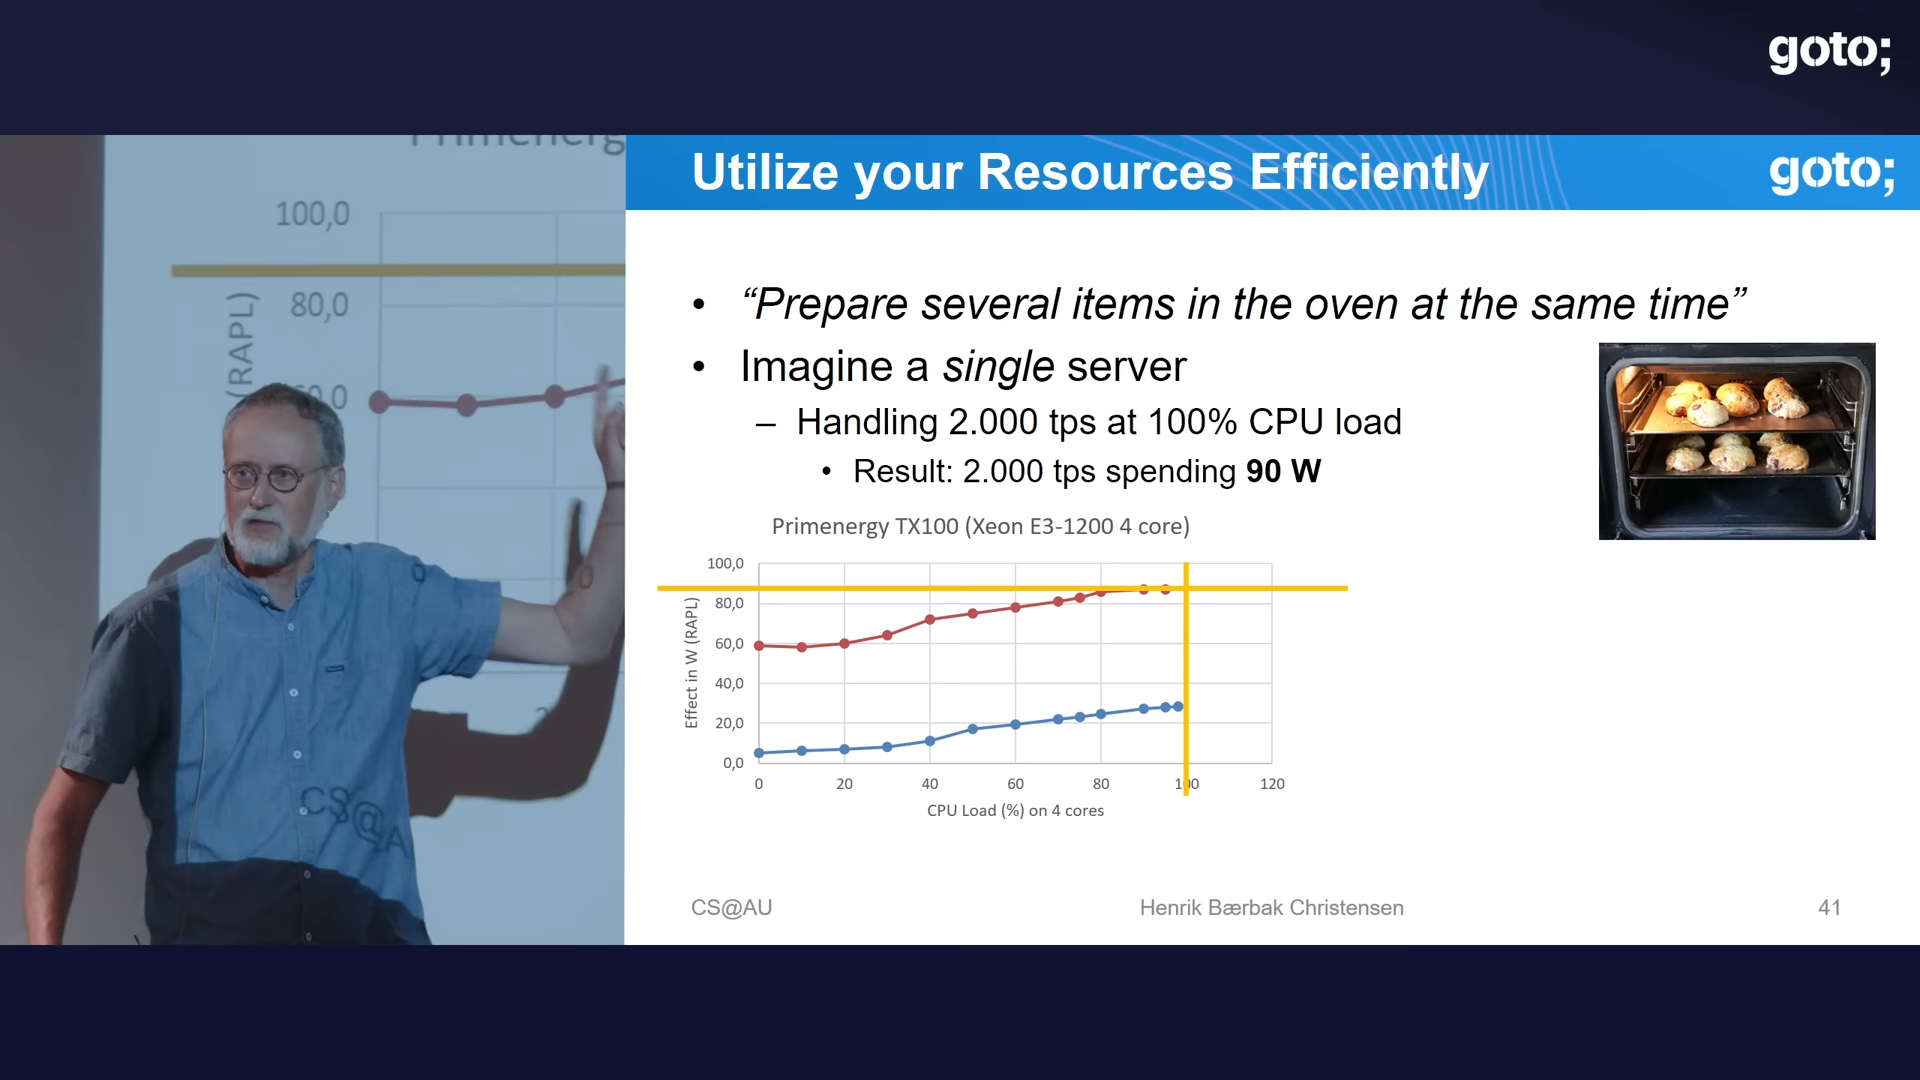 goto;
Primenerg
100,0
80,0
(RAPL)
Utilize your Resources Efficiently
goto;
• “Prepare several items in the oven at the same time”
• Imagine a single server
– Handling 2.000 tps at 100% CPU load
• Result: 2.000 tps spending 90 W
Primenergy TX100 (Xeon E3-1200 4 core)
100,0
80,0
60,0
40,0
20,0
0,0
Effect in W (RAPL)
0 20 40 60 80 100 120
CPU Load (%) on 4 cores
CS@A
CS@AU
Henrik Bærbak Christensen
41